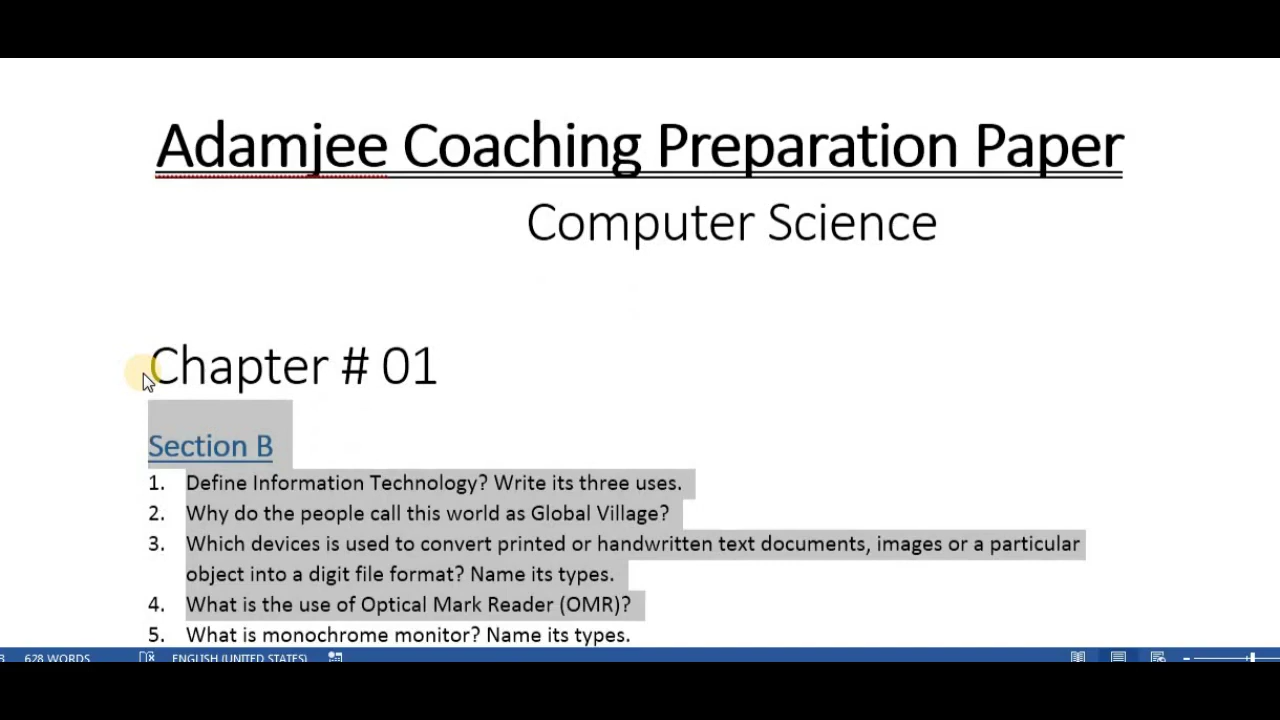 Adamjee Coaching Preparation Paper
Computer Science
Chapter # 01
Section B
1. Define Information Technology? Write its three uses.
2. Why do the people call this world as Global Village?
3. Which devices is used to convert printed or handwritten text documents, images or a particular
object into a digit file format? Name its types.
4. What is the use of Optical Mark Reader (OMR)?
5. What is monochrome monitor? Name its types.
628 WORDS ENGLISH (UNITED STATES)